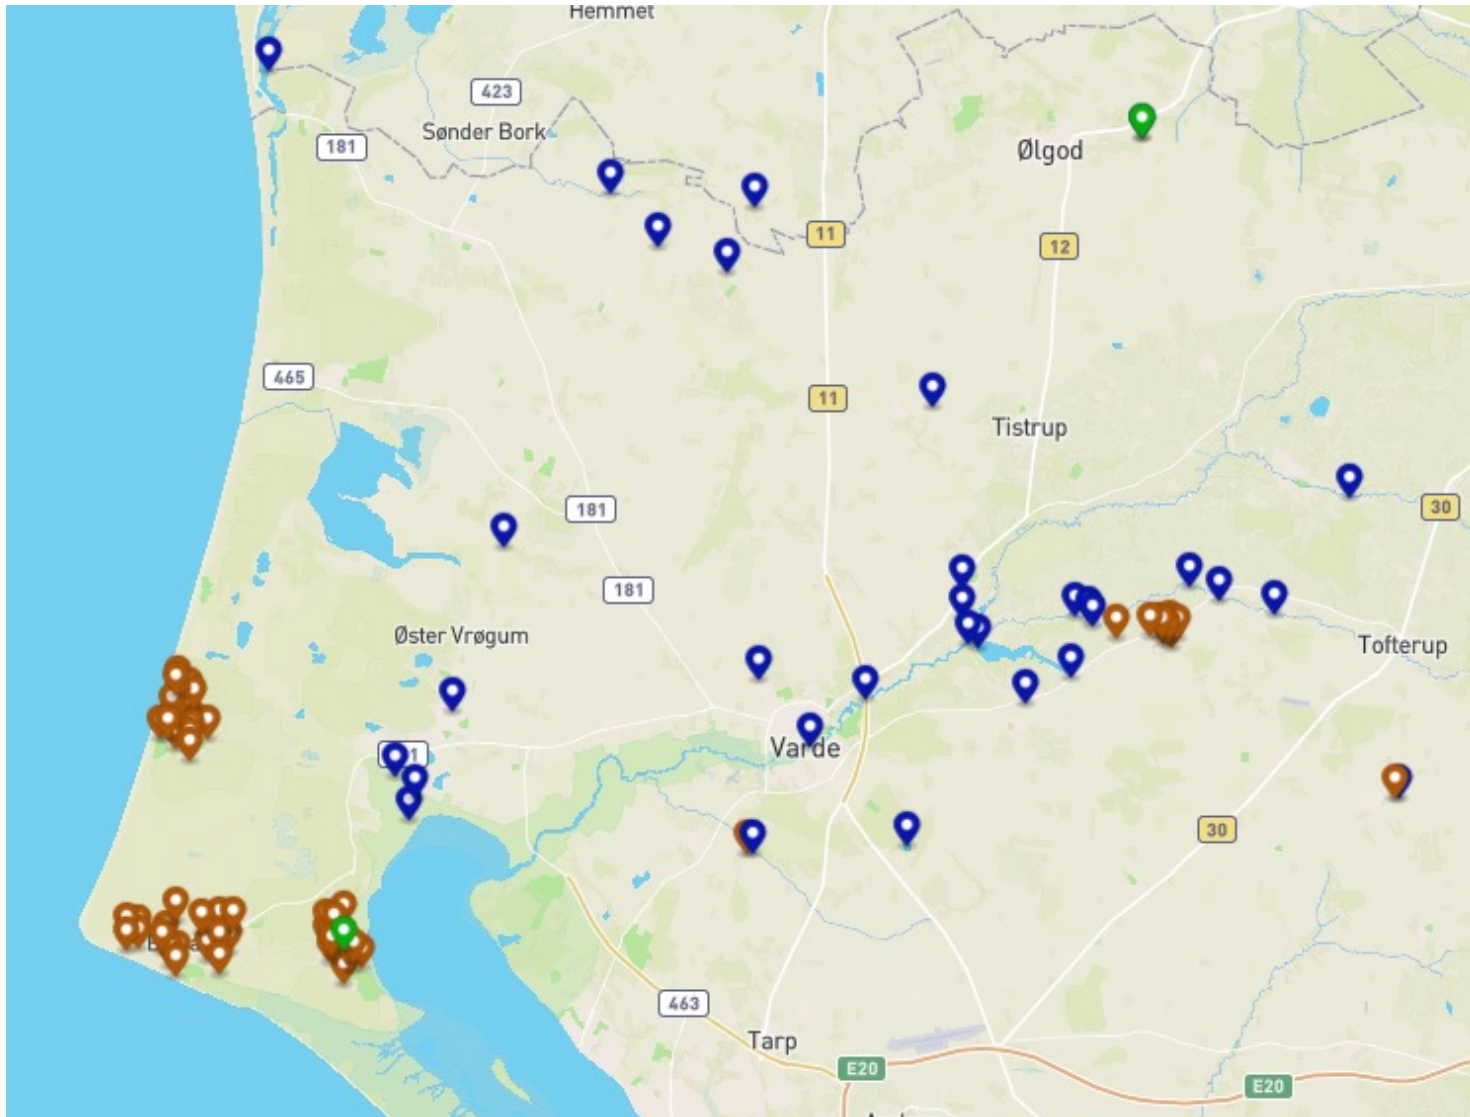 Hemmet
423
Sønder Bork
181
Ølgod
11
12
465
11
Tistrup
181
30
181
Øster Vrøgum
Tofterup
Varde
30
463
Tarp
E20
E20